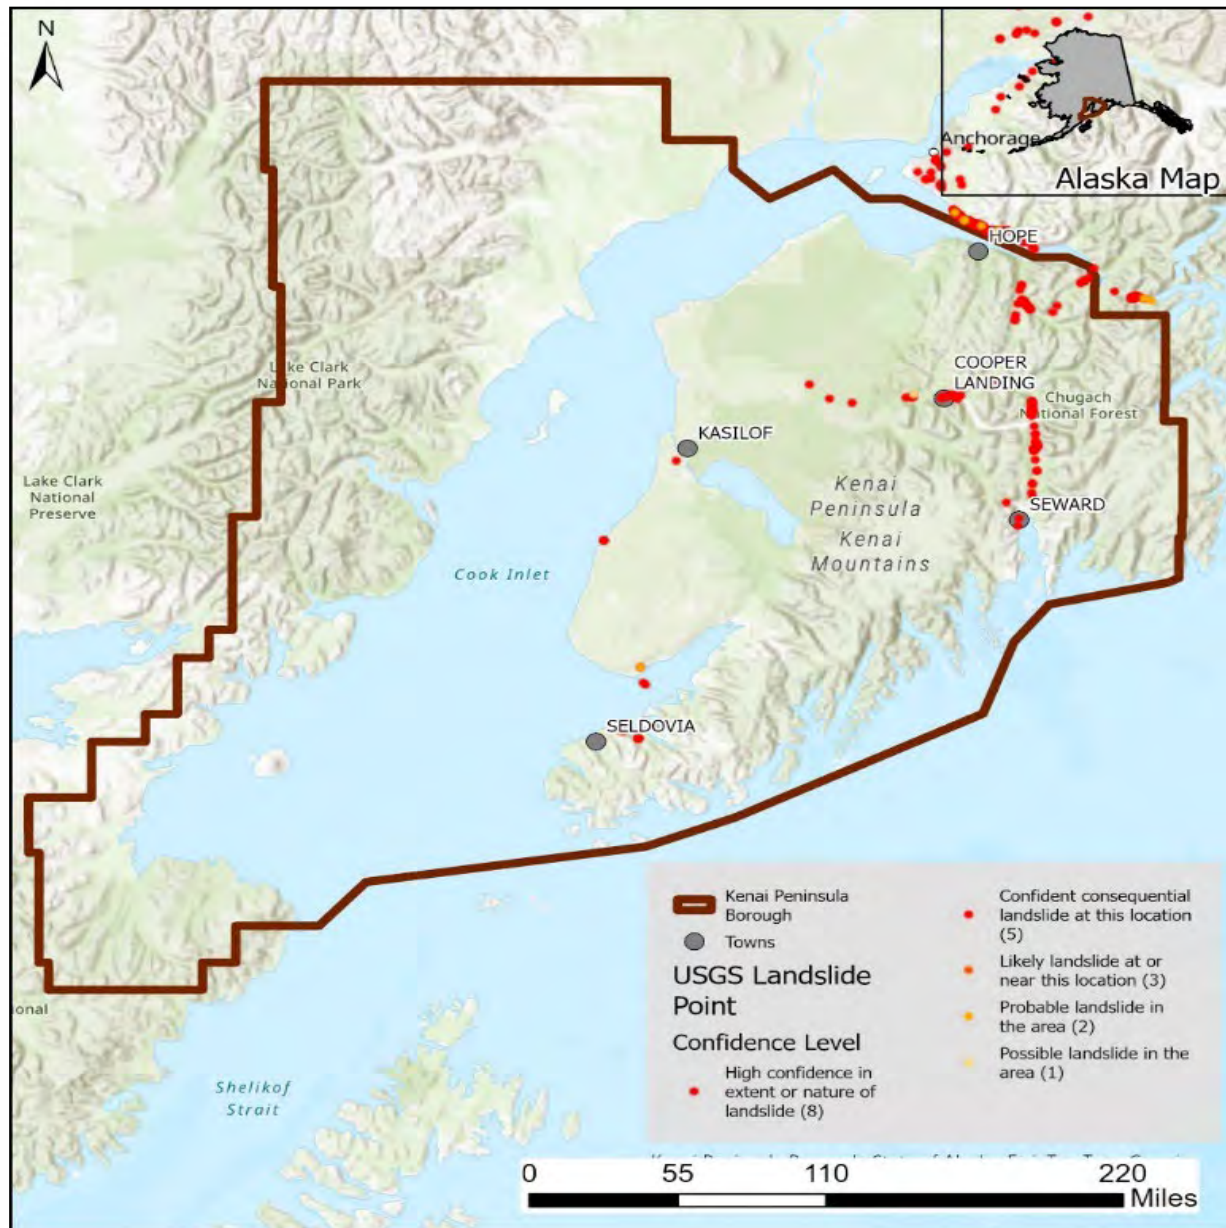 N
Anchorage
Alaska Map
HOPE
Lake Clark
National Park
COOPER
LANDING
Chugach
National Forest
KASILOF
Lake Clark
National
Preserve
Kenai
Peninsula
SEWARD
Kenai
Mountains
Cook Inlet
SELDOVIA
Kenai Peninsula
Borough
Towns
USGS Landslide
Point
Confidence Level
High confidence in
extent or nature of
landslide (8)
Confident consequential
landslide at this location
(5)
Likely landslide at or
near this location (3)
Probable landslide in
the area (2)
Possible landslide in the
area (1)
ional
Shelikof
Strait
0
55
110
220
Miles